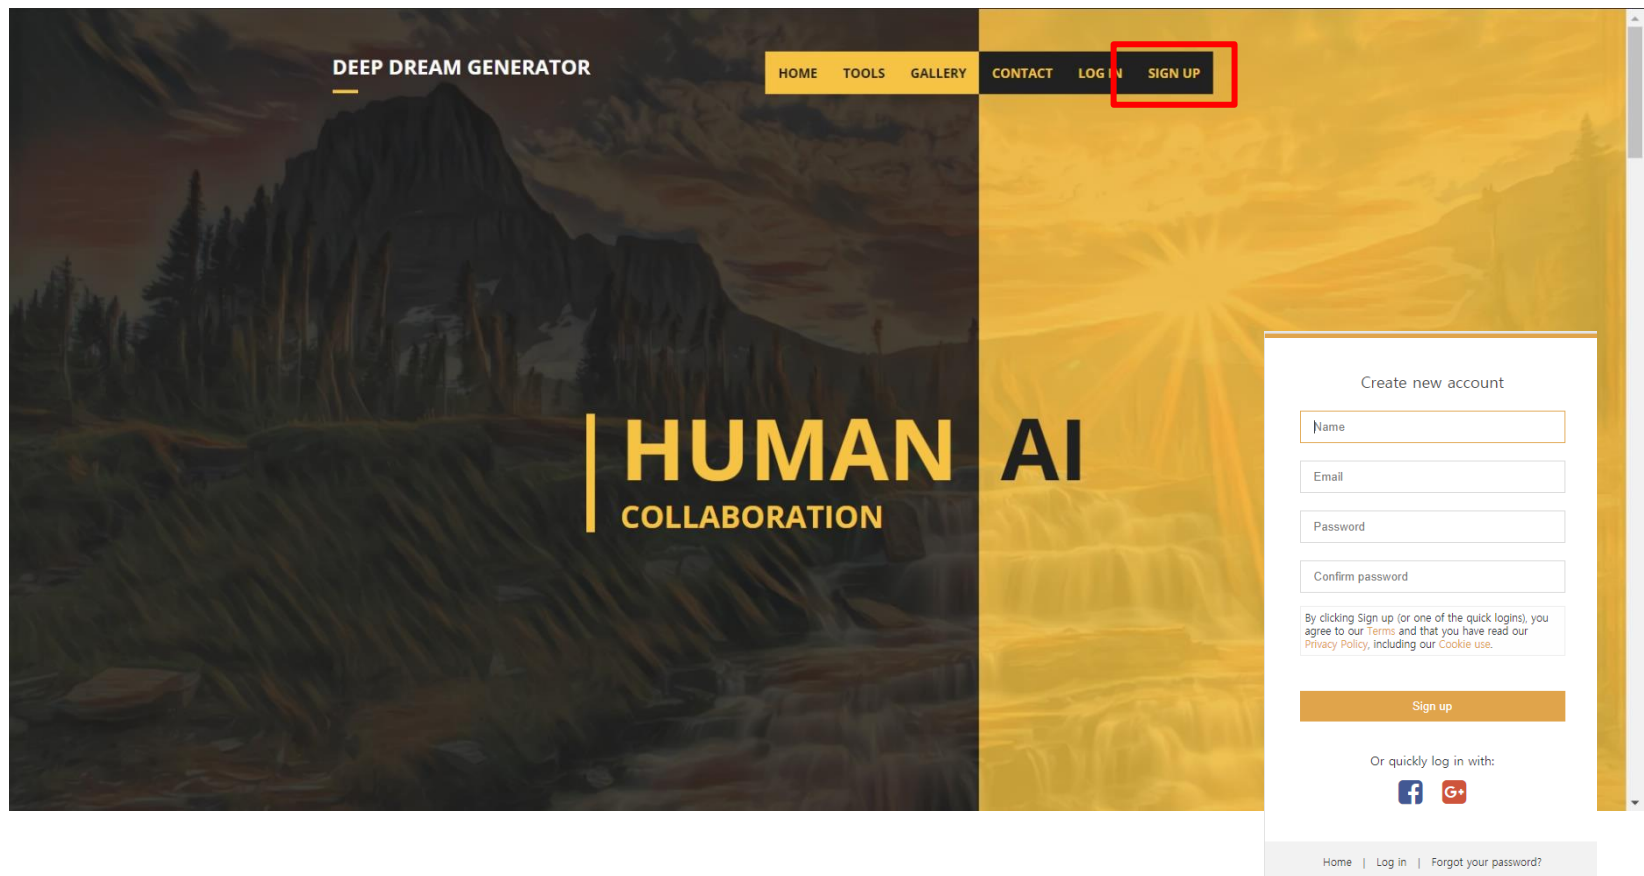 DEEP DREAM GENERATOR
HOME TOOLS GALLERY CONTACT LOG IN SIGN UP
HUMAN AI
COLLABORATION
Create new account
Name
Email
Password
Confirm password
By clicking Sign up (or one of the quick logins), you
agree to our Terms and that you have read our
Privacy Policy, including our Cookie use.
Sign up
Or quickly log in with:
f G+
Home | Log in | Forgot your password?